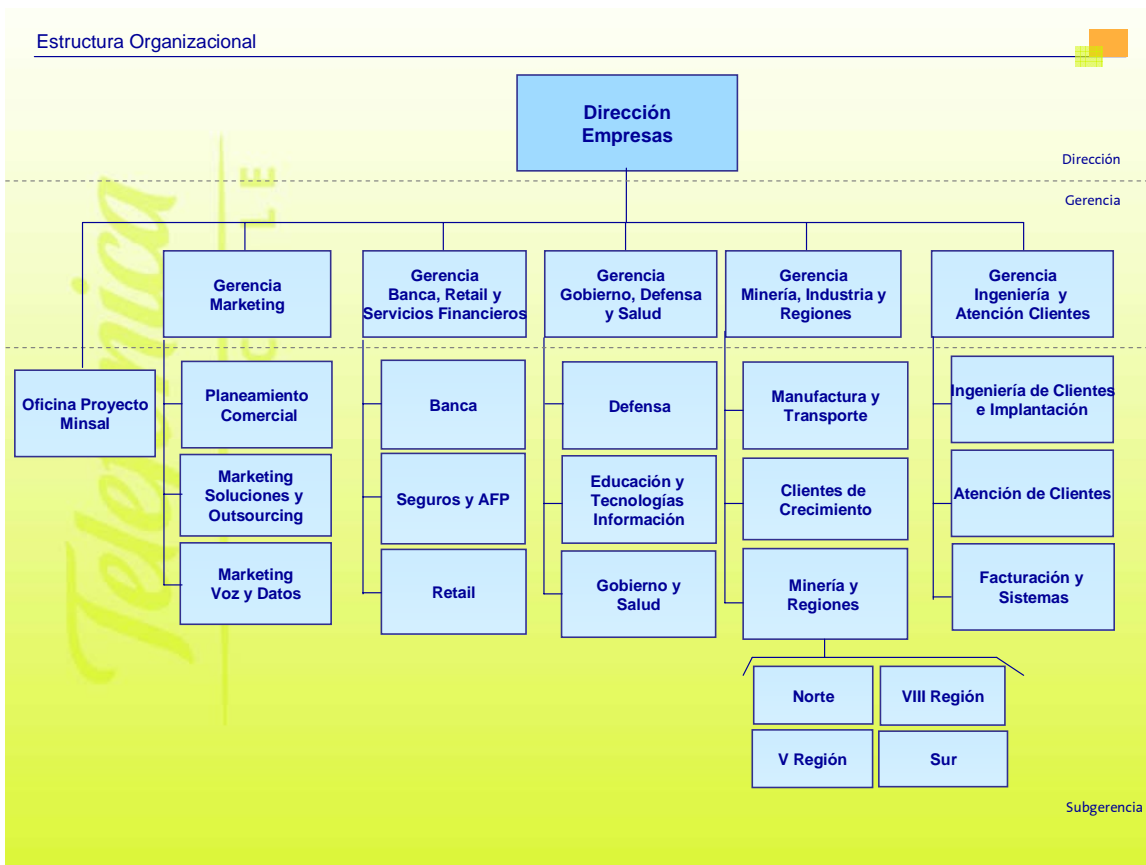 Estructura Organizacional
Dirección
Empresas
Dirección
Gerencia
Gerencia
Marketing
Gerencia
Banca, Retail y
Servicios Financieros
Gerencia
Gobierno, Defensa
y Salud
Gerencia
Minería, Industria y
Regiones
Gerencia
Ingeniería y
Atención Clientes
Oficina Proyecto
Minsal
Planeamiento
Comercial
Banca
Defensa
Manufactura y
Transporte
Ingeniería de Clientes
e Implantación
Marketing
Soluciones y
Outsourcing
Seguros y AFP
Educación y
Tecnologías
Información
Clientes de
Crecimiento
Atención de Clientes
Marketing
Voz y Datos
Retail
Gobierno y
Salud
Minería y
Regiones
Facturación y
Sistemas
Norte
VIII Región
V Región
Sur
Subgerencia
Telefónica
CHILE